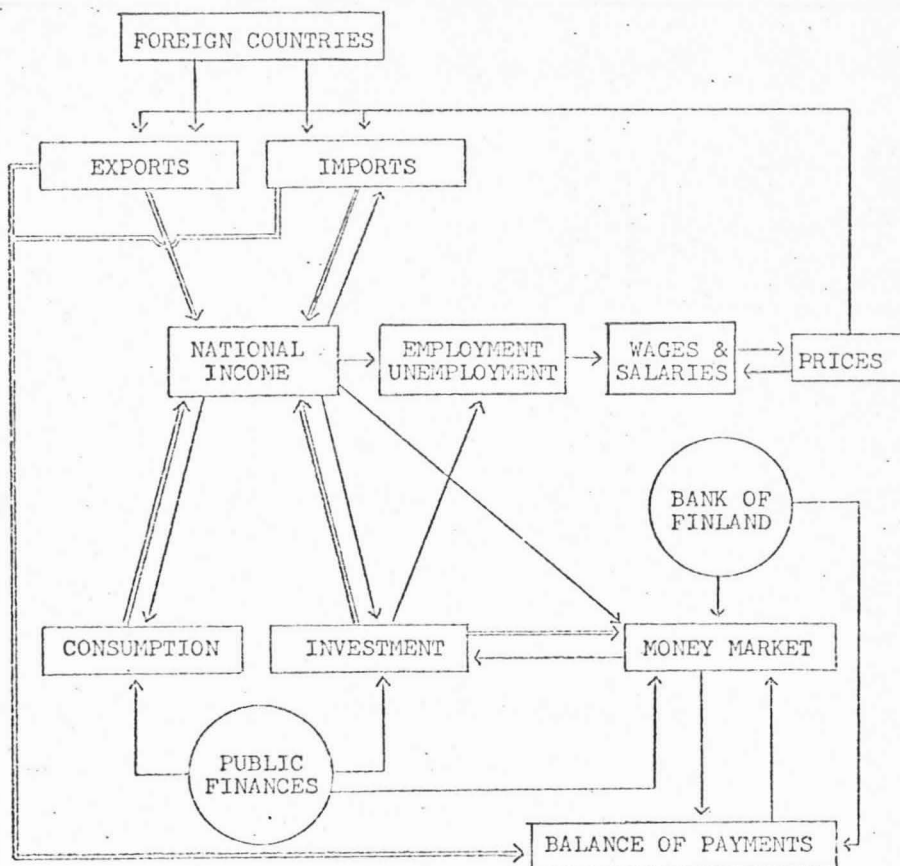 FOREIGN COUNTRIES
EXPORTS
IMPORTS
NATIONAL
INCOME
EMPLOYMENT
UNEMPLOYMENT
WAGES &
SALARIES
PRICES
BANK OF
FINLAND
CONSUMPTION
INVESTMENT
MONEY MARKET
PUBLIC
FINANCES
BALANCE OF PAYMENTS